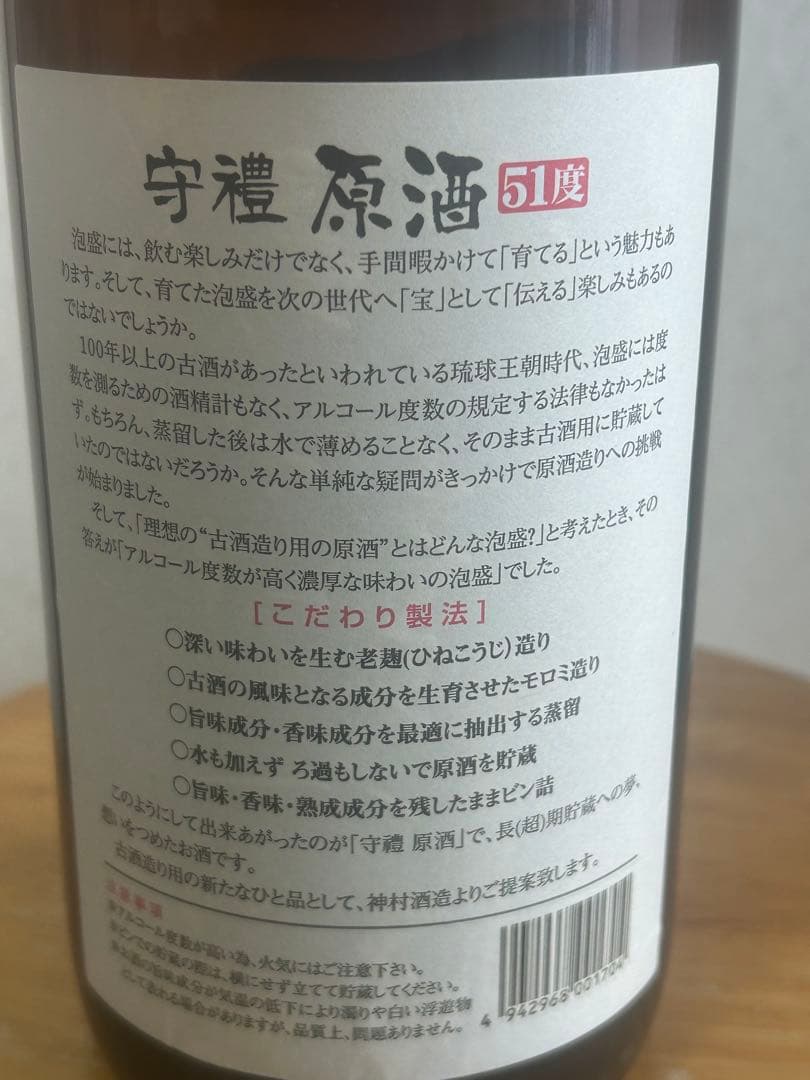 守禮 原酒 51度
泡盛には、飲む楽しみだけでなく、手間暇かけて「育てる」という魅力もあ
ります。そして、育てた泡盛を次の世代へ「宝」として「伝える」楽しみもあるの
ではないでしょうか。
100年以上の古酒があったといわれている琉球王朝時代、泡盛には度
数を測るための酒精計もなく、アルコール度数の規定する法律もなかったは
ず。もちろん、蒸留した後は水で薄めることなく、そのまま古酒用に貯蔵して
いたのではないだろうか。そんな単純な疑問がきっかけで原酒造りへの挑戦
が始まりました。
そして、「理想の“古酒造り用の原酒”とはどんな泡盛?」と考えたとき、その
答えが「アルコール度数が高く濃厚な味わいの泡盛」でした。
[こだわり製法]
○深い味わいを生む老麹(ひねこうじ)造り
○古酒の風味となる成分を生育させたモロミ造り
○旨味成分・香味成分を最適に抽出する蒸留
○水も加えず ろ過もしないで原酒を貯蔵
○旨味・香味・熟成成分を残したままビン詰
このようにして出来あがったのが「守禮 原酒」で、長(超)期貯蔵への夢、
想いをつめたお酒です。
古酒造り用の新たなひと品として、神村酒造よりご提案致します。
注意事項
※アルコール度数が高い為、火気にはご注意下さい。
※ビンでの貯蔵の際は、横にせず立てて貯蔵してください。
※お酒の旨味成分が気温の低下により濁りや白い浮遊物
として表れる場合がありますが、品質上、問題ありません。
4 942968 001704